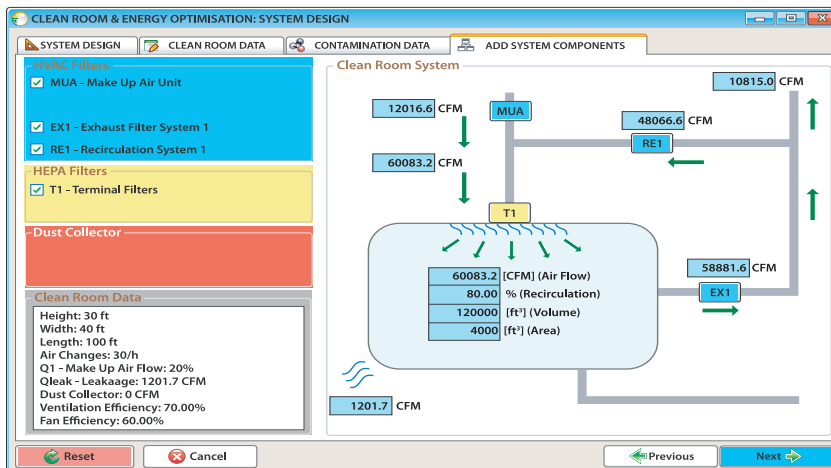 CLEAN ROOM & ENERGY OPTIMISATION: SYSTEM DESIGN
SYSTEM DESIGN
CLEAN ROOM DATA
CONTAMINATION DATA
ADD SYSTEM COMPONENTS
HVAC Filters
MUA - Make Up Air Unit
EX1 - Exhaust Filter System 1
RE1 - Recirculation System 1
HEPA Filters
T1 - Terminal Filters
Dust Collector
Clean Room Data
Height: 30 ft
Width: 40 ft
Length: 100 ft
Air Changes: 30/h
Q1 - Make Up Air Flow: 20%
Qleak - Leakaage: 1201.7 CFM
Dust Collector: 0 CFM
Ventilation Efficiency: 70.00%
Fan Efficiency: 60.00%
Clean Room System
10815.0 CFM
12016.6 CFM
MUA
48066.6 CFM
RE1
60083.2 CFM
T1
60083.2 [CFM] (Air Flow)
80.00 % (Recirculation)
120000 [ft³] (Volume)
4000 [ft³] (Area)
58881.6 CFM
EX1
1201.7 CFM
Reset
Cancel
Previous
Next